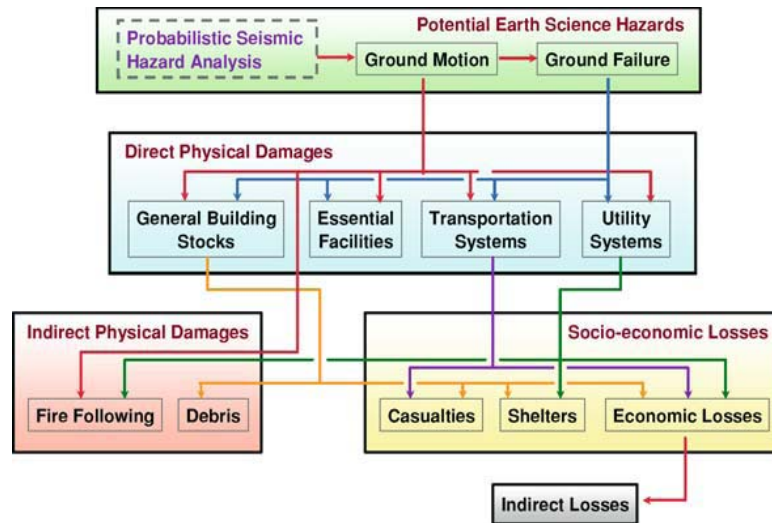 Potential Earth Science Hazards
Probabilistic Seismic
Hazard Analysis
Ground Motion
Ground Failure
Direct Physical Damages
General Building
Stocks
Essential
Facilities
Transportation
Systems
Utility
Systems
Indirect Physical Damages
Socio-economic Losses
Fire Following
Debris
Casualties
Shelters
Economic Losses
Indirect Losses